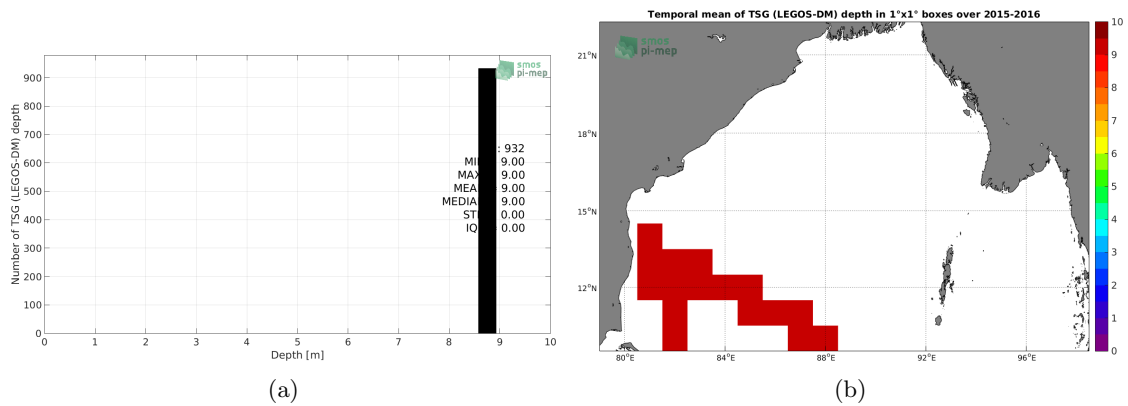 smos
pi-mep
900
800
700
600
500
400
300
200
100
0
Number of TSG (LEGOS-DM) depth
: 932
MI 9.00
MAX 9.00
MEA 9.00
MEDIA 9.00
ST 0.00
IQ 0.00
0 1 2 3 4 5 6 7 8 9 10
Depth [m]
(a)
Temporal mean of TSG (LEGOS-DM) depth in 1°x1° boxes over 2015-2016
smos
pi-mep
21°N
18°N
15°N
12°N
80°E 84°E 88°E 92°E 96°E
10
9
8
7
6
5
4
3
2
1
0
(b)